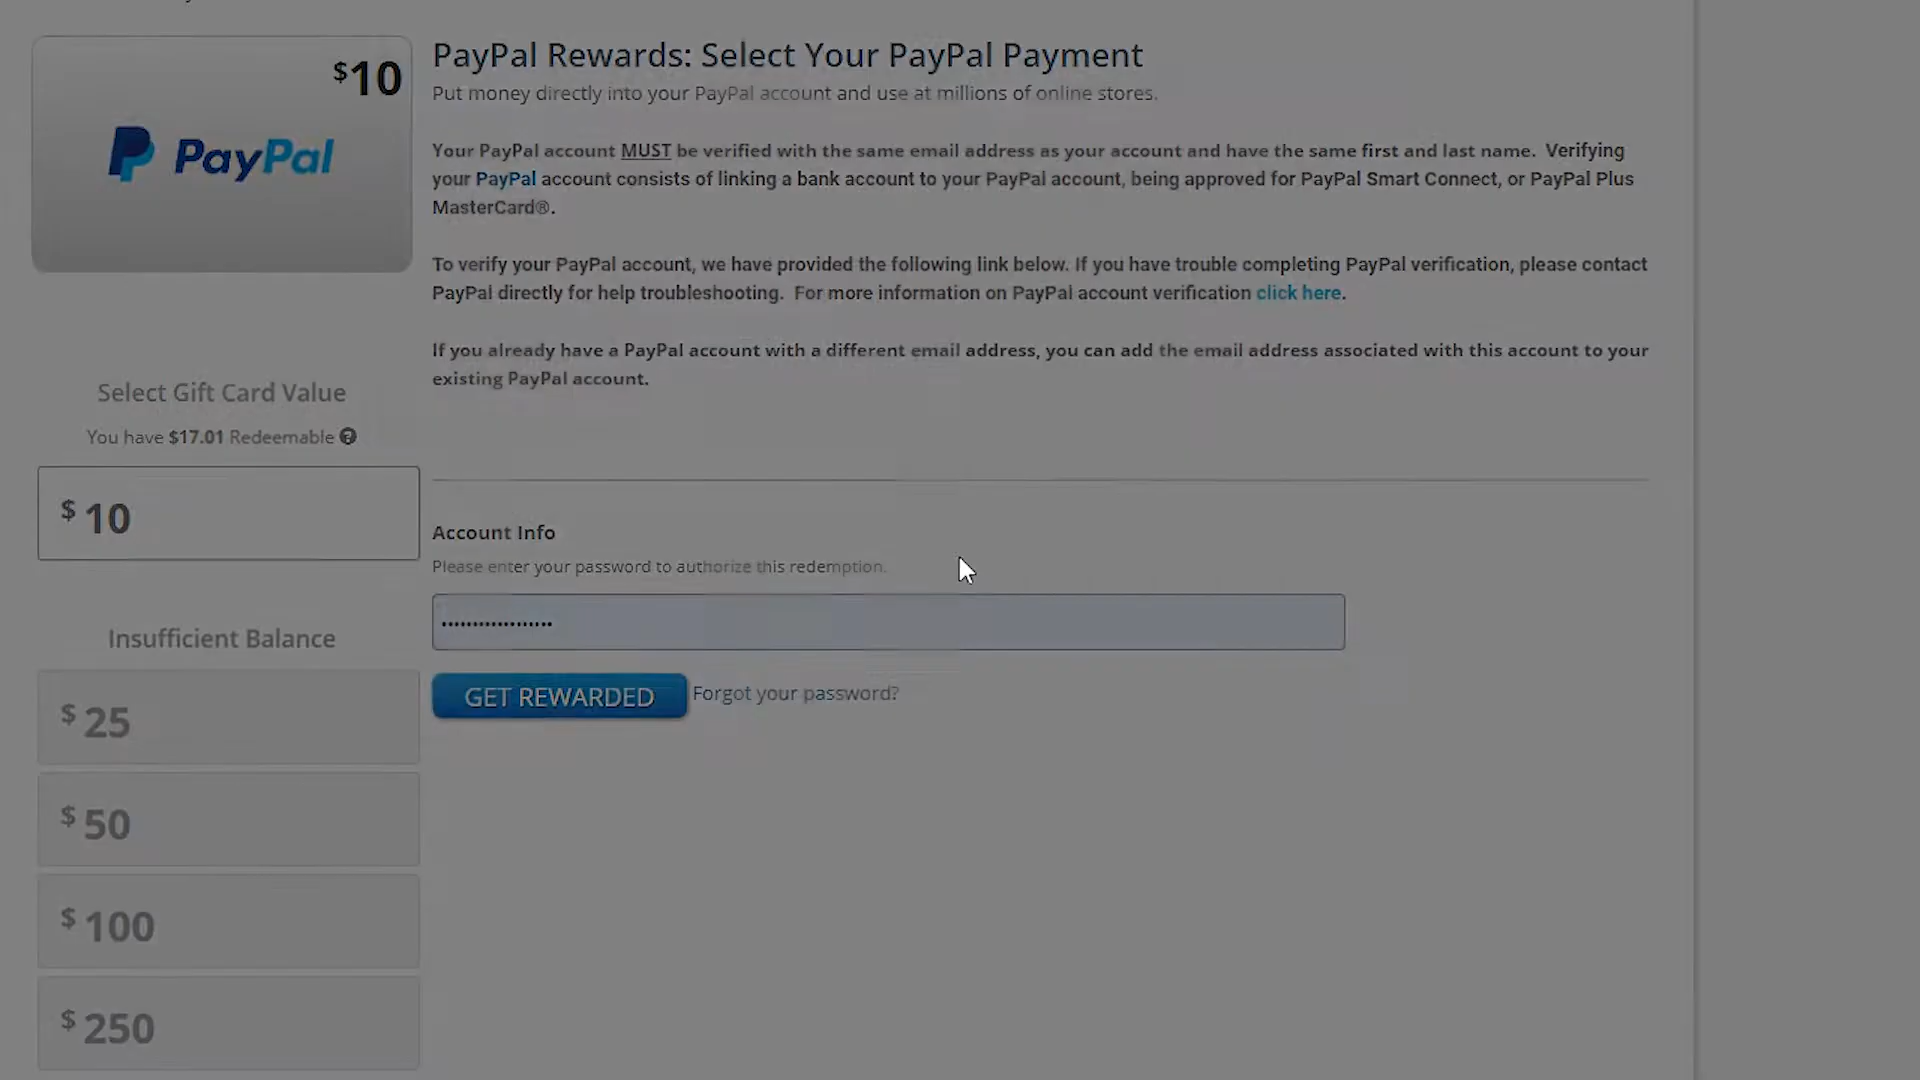 $10
PayPal
PayPal Rewards: Select Your PayPal Payment
Put money directly into your PayPal account and use at millions of online stores.
Your PayPal account MUST be verified with the same email address as your account and have the same first and last name. Verifying
your PayPal account consists of linking a bank account to your PayPal account, being approved for PayPal Smart Connect, or PayPal Plus
MasterCard®.
To verify your PayPal account, we have provided the following link below. If you have trouble completing PayPal verification, please contact
PayPal directly for help troubleshooting. For more information on PayPal account verification click here.
If you already have a PayPal account with a different email address, you can add the email address associated with this account to your
existing PayPal account.
Select Gift Card Value
You have $17.01 Redeemable ?
$ 10
Insufficient Balance
$ 25
$ 50
$ 100
$ 250
Account Info
Please enter your password to authorize this redemption.
••••••••••••••••••
GET REWARDED Forgot your password?